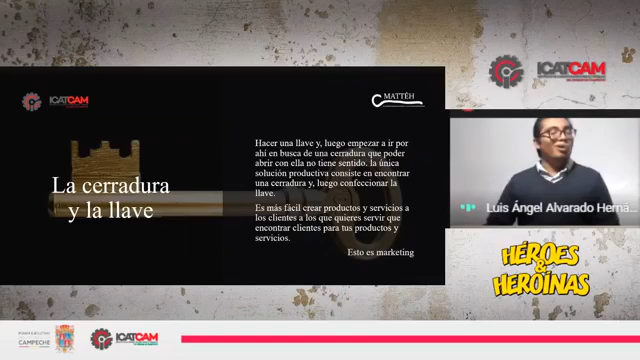 ICATCAM
ICATCAM
MATTËH
Hacer una llave y, luego empezar a ir por
ahí en busca de una cerradura que poder
abrir con ella no tiene sentido. la única
solución productiva consiste en encontrar
una cerradura y, luego confeccionar la
llave.
La cerradura
y la llave
Es más fácil crear productos y servicios a
los clientes a los que quieres servir que
encontrar clientes para tus productos y
servicios.
Esto es marketing
Luis Ángel Alvarado Herná...
HÉROES
&
HEROÍNAS
PODER EJECUTIVO
CAMPECHE
ICATCAM